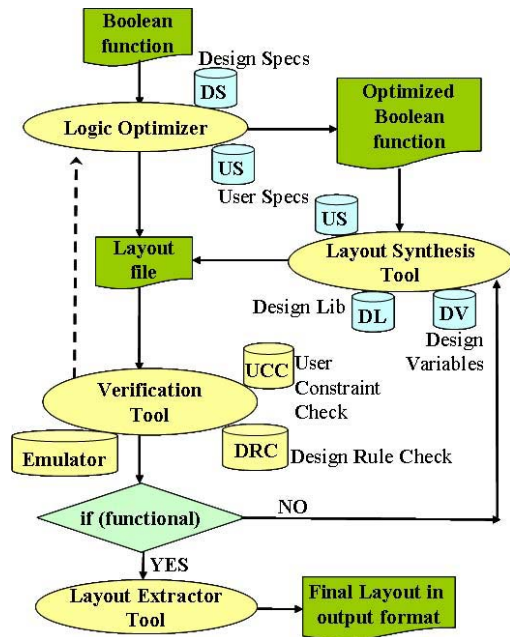 Boolean
function
Design Specs
DS
Logic Optimizer
Optimized
Boolean
function
US
User Specs
US
Layout
file
Layout Synthesis
Tool
Design Lib
DL
DV
Design
Variables
UCC
User
Constraint
Check
Verification
Tool
Emulator
DRC
Design Rule Check
if (functional)
NO
YES
Layout Extractor
Tool
Final Layout in
output format